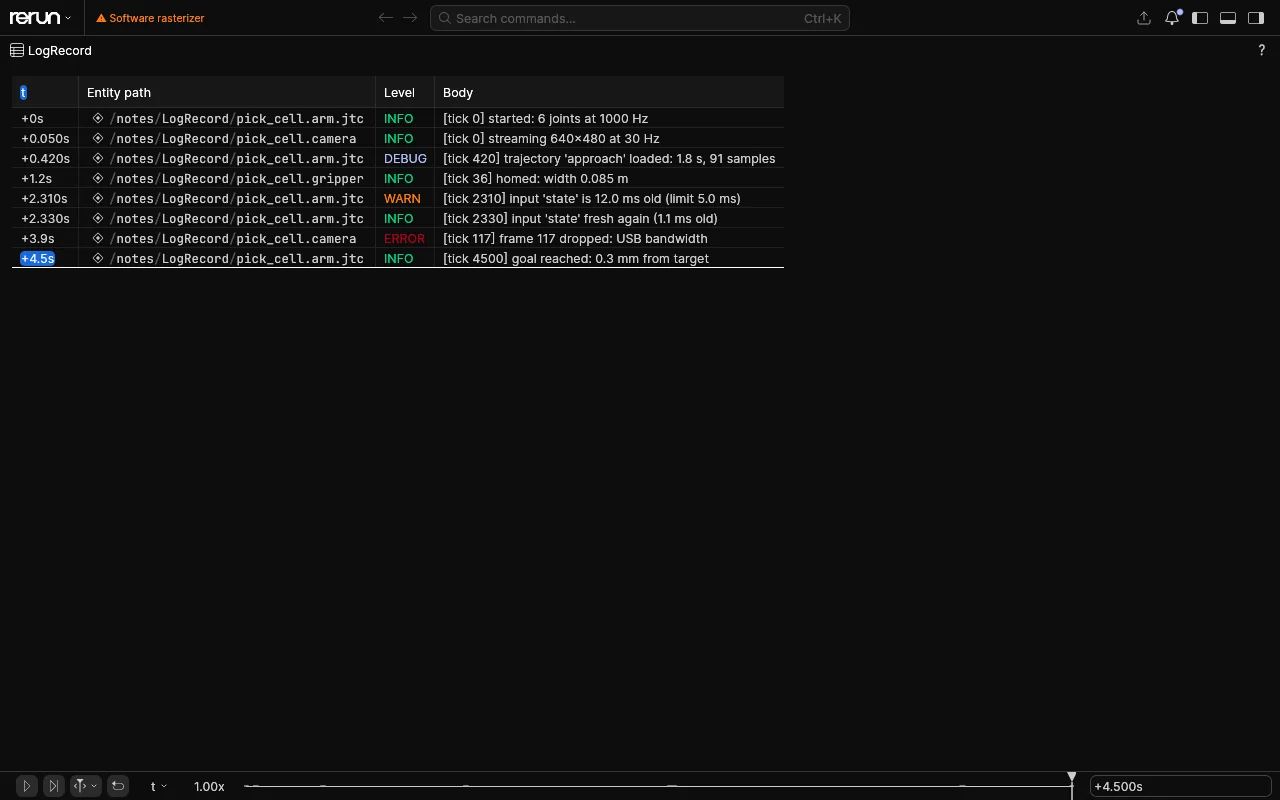 rerun Software rasterizer Search commands... Ctrl+K
LogRecord ?
t Entity path Level Body
+0s /notes/LogRecord/pick_cell.arm.jtc INFO [tick 0] started: 6 joints at 1000 Hz
+0.050s /notes/LogRecord/pick_cell.camera INFO [tick 0] streaming 640×480 at 30 Hz
+0.420s /notes/LogRecord/pick_cell.arm.jtc DEBUG [tick 420] trajectory 'approach' loaded: 1.8 s, 91 samples
+1.2s /notes/LogRecord/pick_cell.gripper INFO [tick 36] homed: width 0.085 m
+2.310s /notes/LogRecord/pick_cell.arm.jtc WARN [tick 2310] input 'state' is 12.0 ms old (limit 5.0 ms)
+2.330s /notes/LogRecord/pick_cell.arm.jtc INFO [tick 2330] input 'state' fresh again (1.1 ms old)
+3.9s /notes/LogRecord/pick_cell.camera ERROR [tick 117] frame 117 dropped: USB bandwidth
+4.5s /notes/LogRecord/pick_cell.arm.jtc INFO [tick 4500] goal reached: 0.3 mm from target
t 1.00x +4.500s